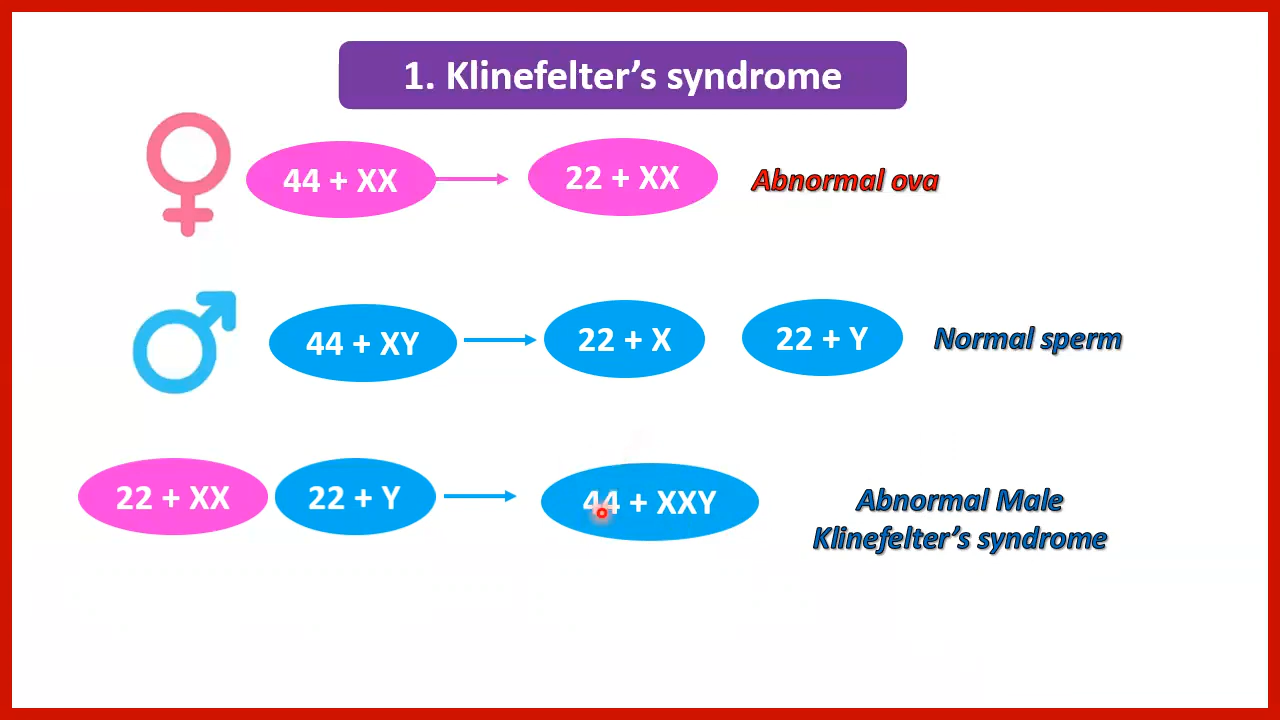 1. Klinefelter's syndrome
44 + XX
22 + XX
Abnormal ova
44 + XY
22 + X
22 + Y
Normal sperm
22 + XX
22 + Y
44 + XXY
Abnormal Male
Klinefelter's syndrome